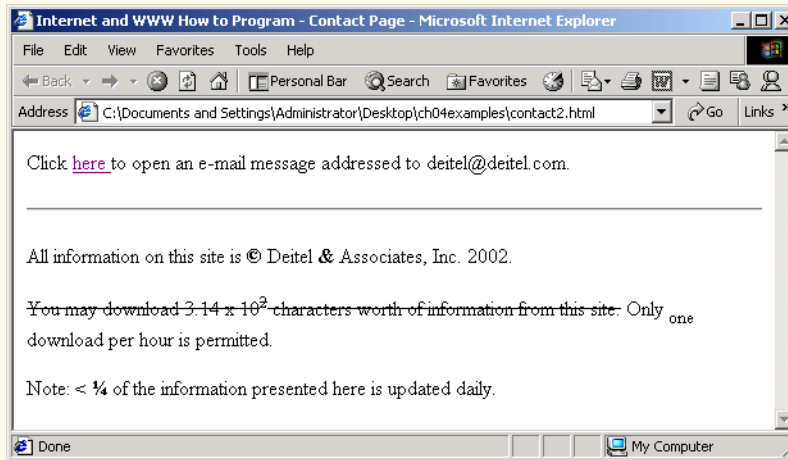 Internet and WWW How to Program - Contact Page - Microsoft Internet Explorer
File Edit View Favorites Tools Help
Back Personal Bar Search Favorites
Address C:\Documents and Settings\Administrator\Desktop\ch04examples\contact2.html Go Links »
Click here to open an e-mail message addressed to deitel@deitel.com.
All information on this site is © Deitel & Associates, Inc. 2002.
You may download 3.14 x 10² characters worth of information from this site. Only one
download per hour is permitted.
Note: < ¼ of the information presented here is updated daily.
Done My Computer